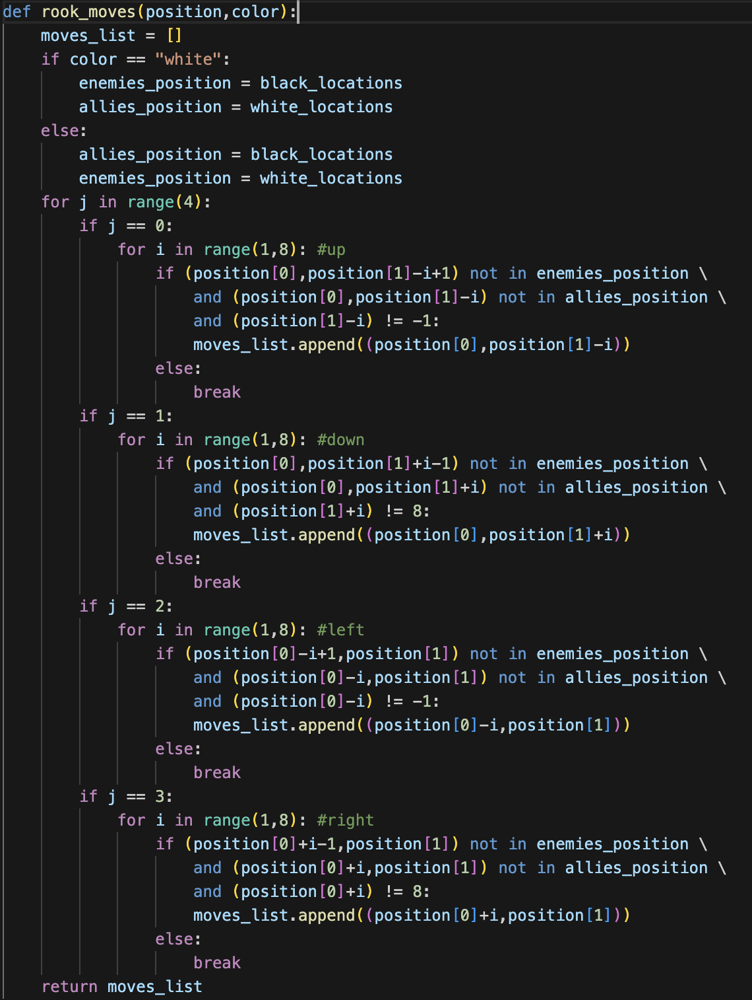 def rook_moves(position,color):
    moves_list = []
    if color == "white":
        enemies_position = black_locations
        allies_position = white_locations
    else:
        allies_position = black_locations
        enemies_position = white_locations
    for j in range(4):
        if j == 0:
            for i in range(1,8): #up
                if (position[0],position[1]-i+1) not in enemies_position \
                    and (position[0],position[1]-i) not in allies_position \
                    and (position[1]-i) != -1:
                    moves_list.append((position[0],position[1]-i))
                else:
                    break
        if j == 1:
            for i in range(1,8): #down
                if (position[0],position[1]+i-1) not in enemies_position \
                    and (position[0],position[1]+i) not in allies_position \
                    and (position[1]+i) != 8:
                    moves_list.append((position[0],position[1]+i))
                else:
                    break
        if j == 2:
            for i in range(1,8): #left
                if (position[0]-i+1,position[1]) not in enemies_position \
                    and (position[0]-i,position[1]) not in allies_position \
                    and (position[0]-i) != -1:
                    moves_list.append((position[0]-i,position[1]))
                else:
                    break
        if j == 3:
            for i in range(1,8): #right
                if (position[0]+i-1,position[1]) not in enemies_position \
                    and (position[0]+i,position[1]) not in allies_position \
                    and (position[0]+i) != 8:
                    moves_list.append((position[0]+i,position[1]))
                else:
                    break
    return moves_list